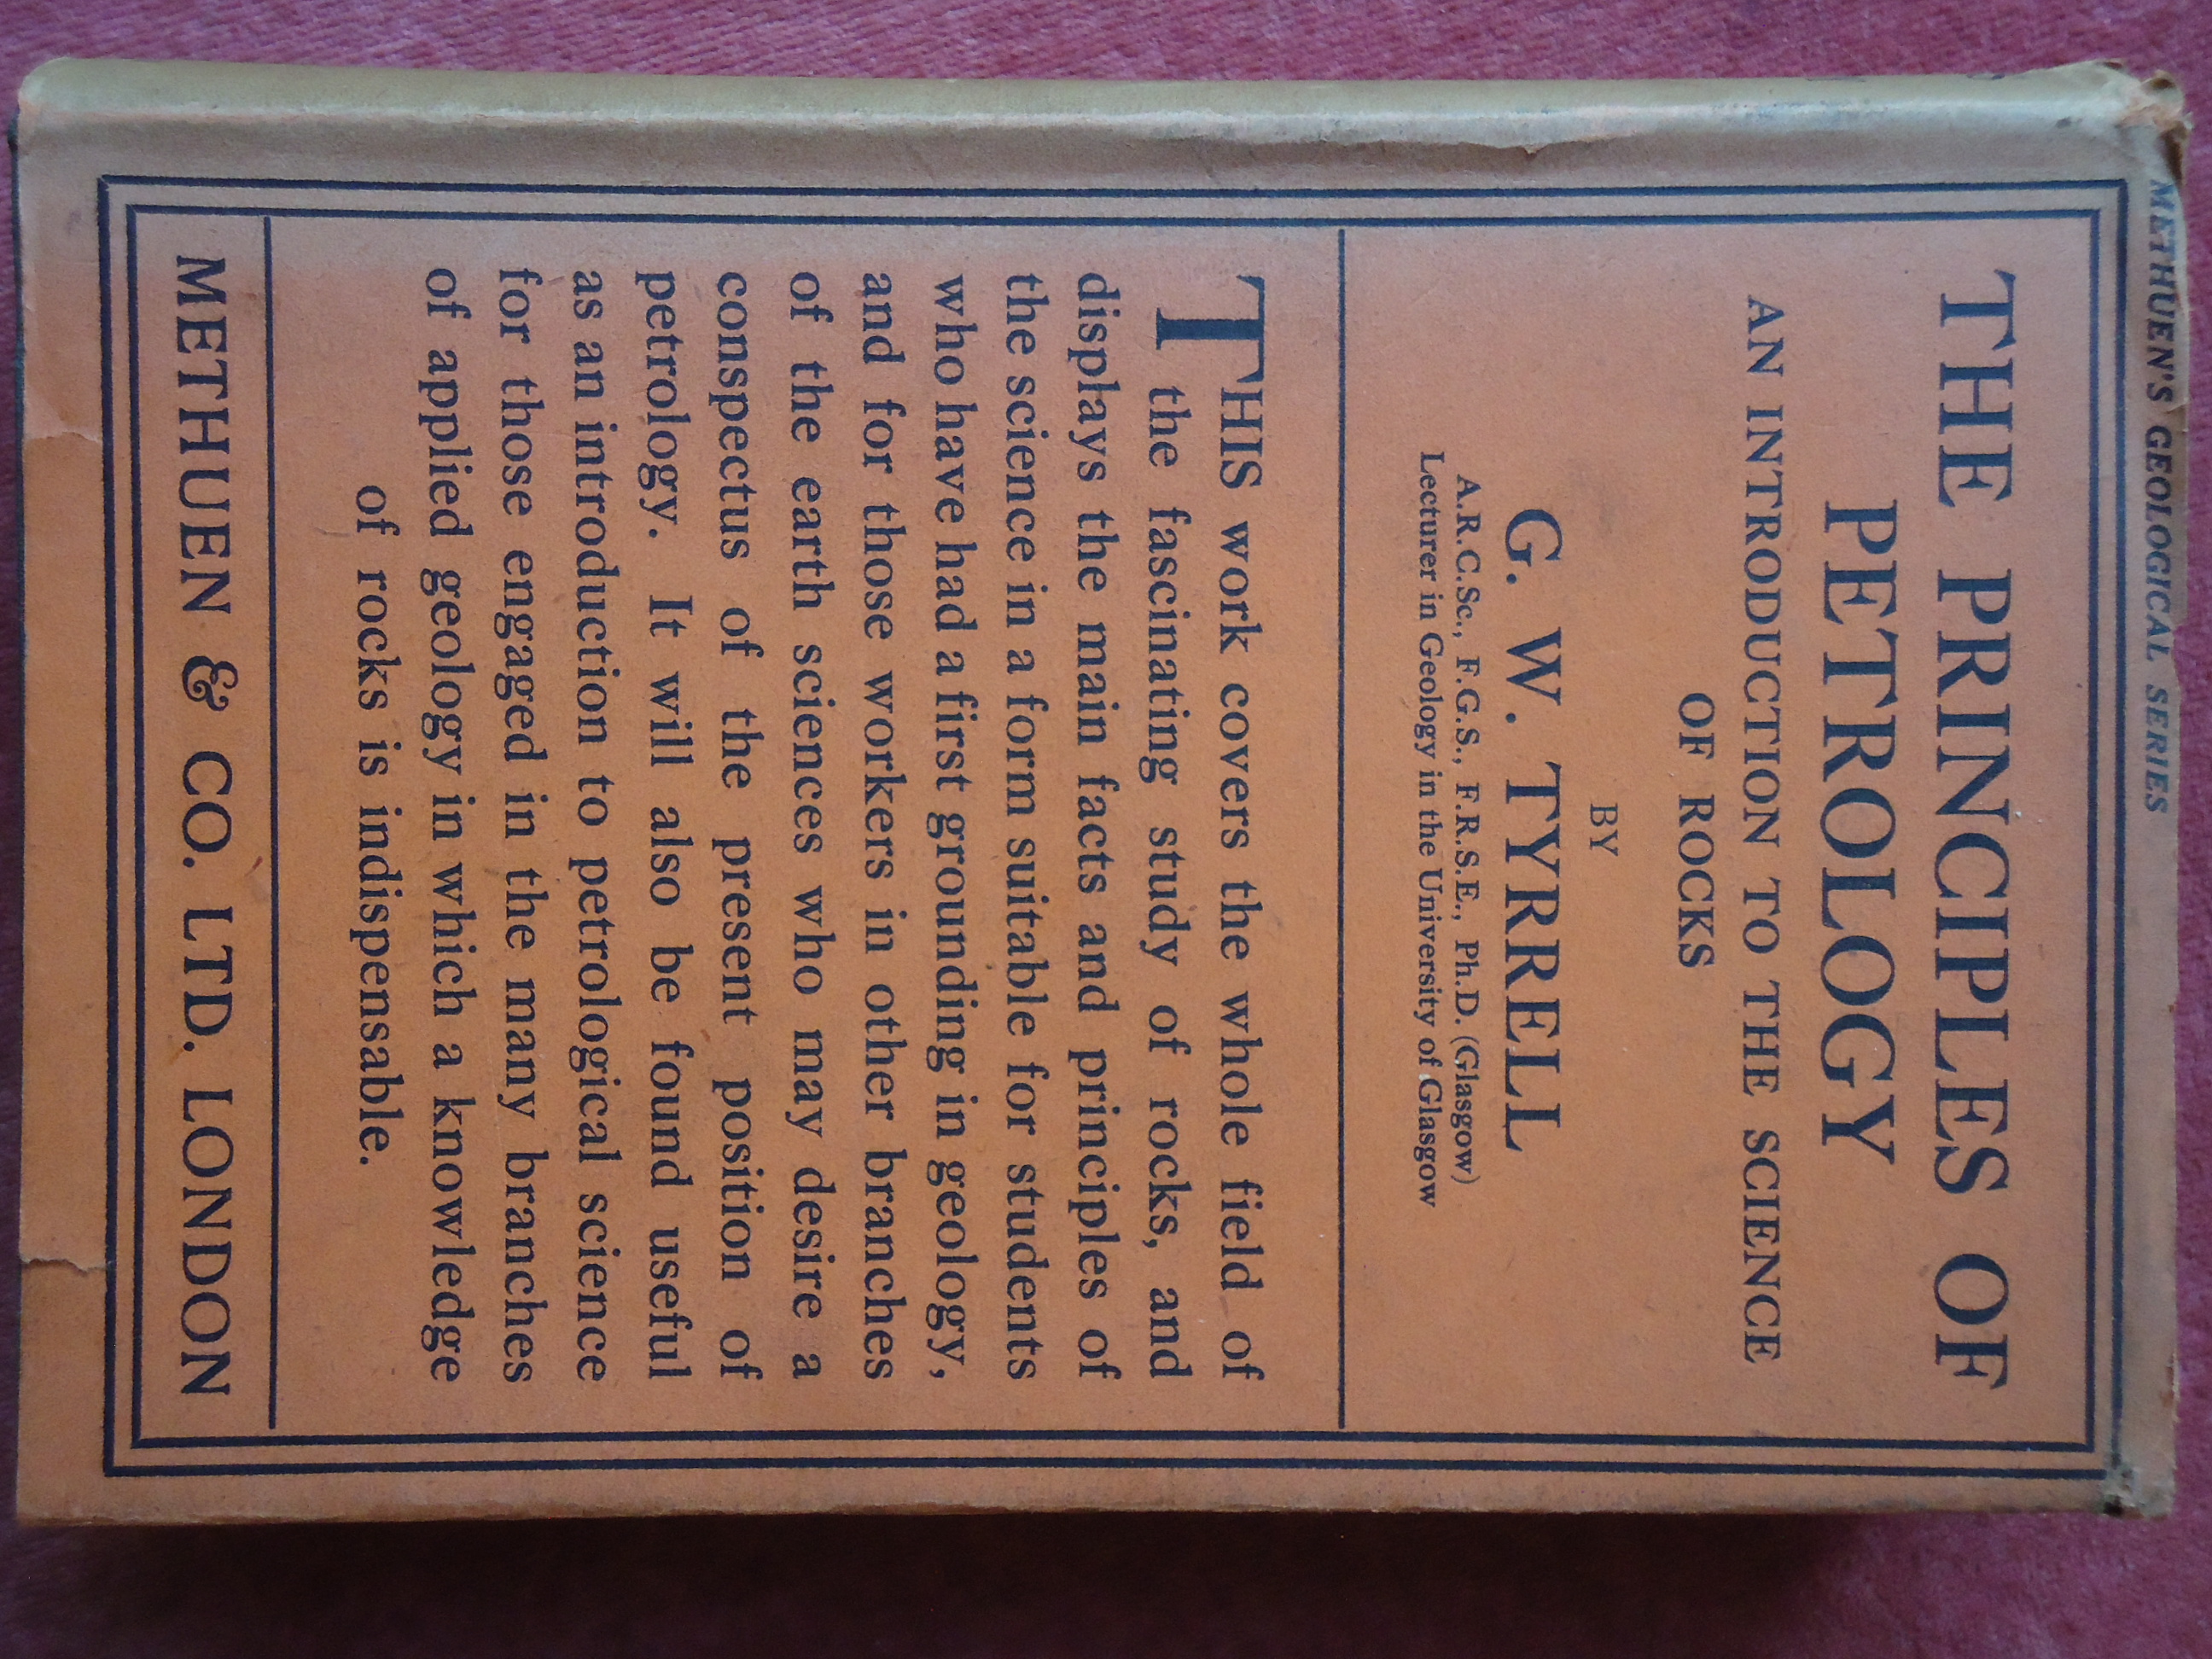 METHUEN'S GEOLOGICAL SERIES
THE PRINCIPLES OF
PETROLOGY
AN INTRODUCTION TO THE SCIENCE
OF ROCKS
BY
G. W. TYRRELL
A.R.C.Sc., F.G.S., F.R.S.E., Ph.D. (Glasgow)
Lecturer in Geology in the University of Glasgow
THIS work covers the whole field of
the fascinating study of rocks, and
displays the main facts and principles of
the science in a form suitable for students
who have had a first grounding in geology,
and for those workers in other branches
of the earth sciences who may desire a
conspectus of the present position of
petrology. It will also be found useful
as an introduction to petrological science
for those engaged in the many branches
of applied geology in which a knowledge
of rocks is indispensable.
METHUEN & CO. LTD. LONDON